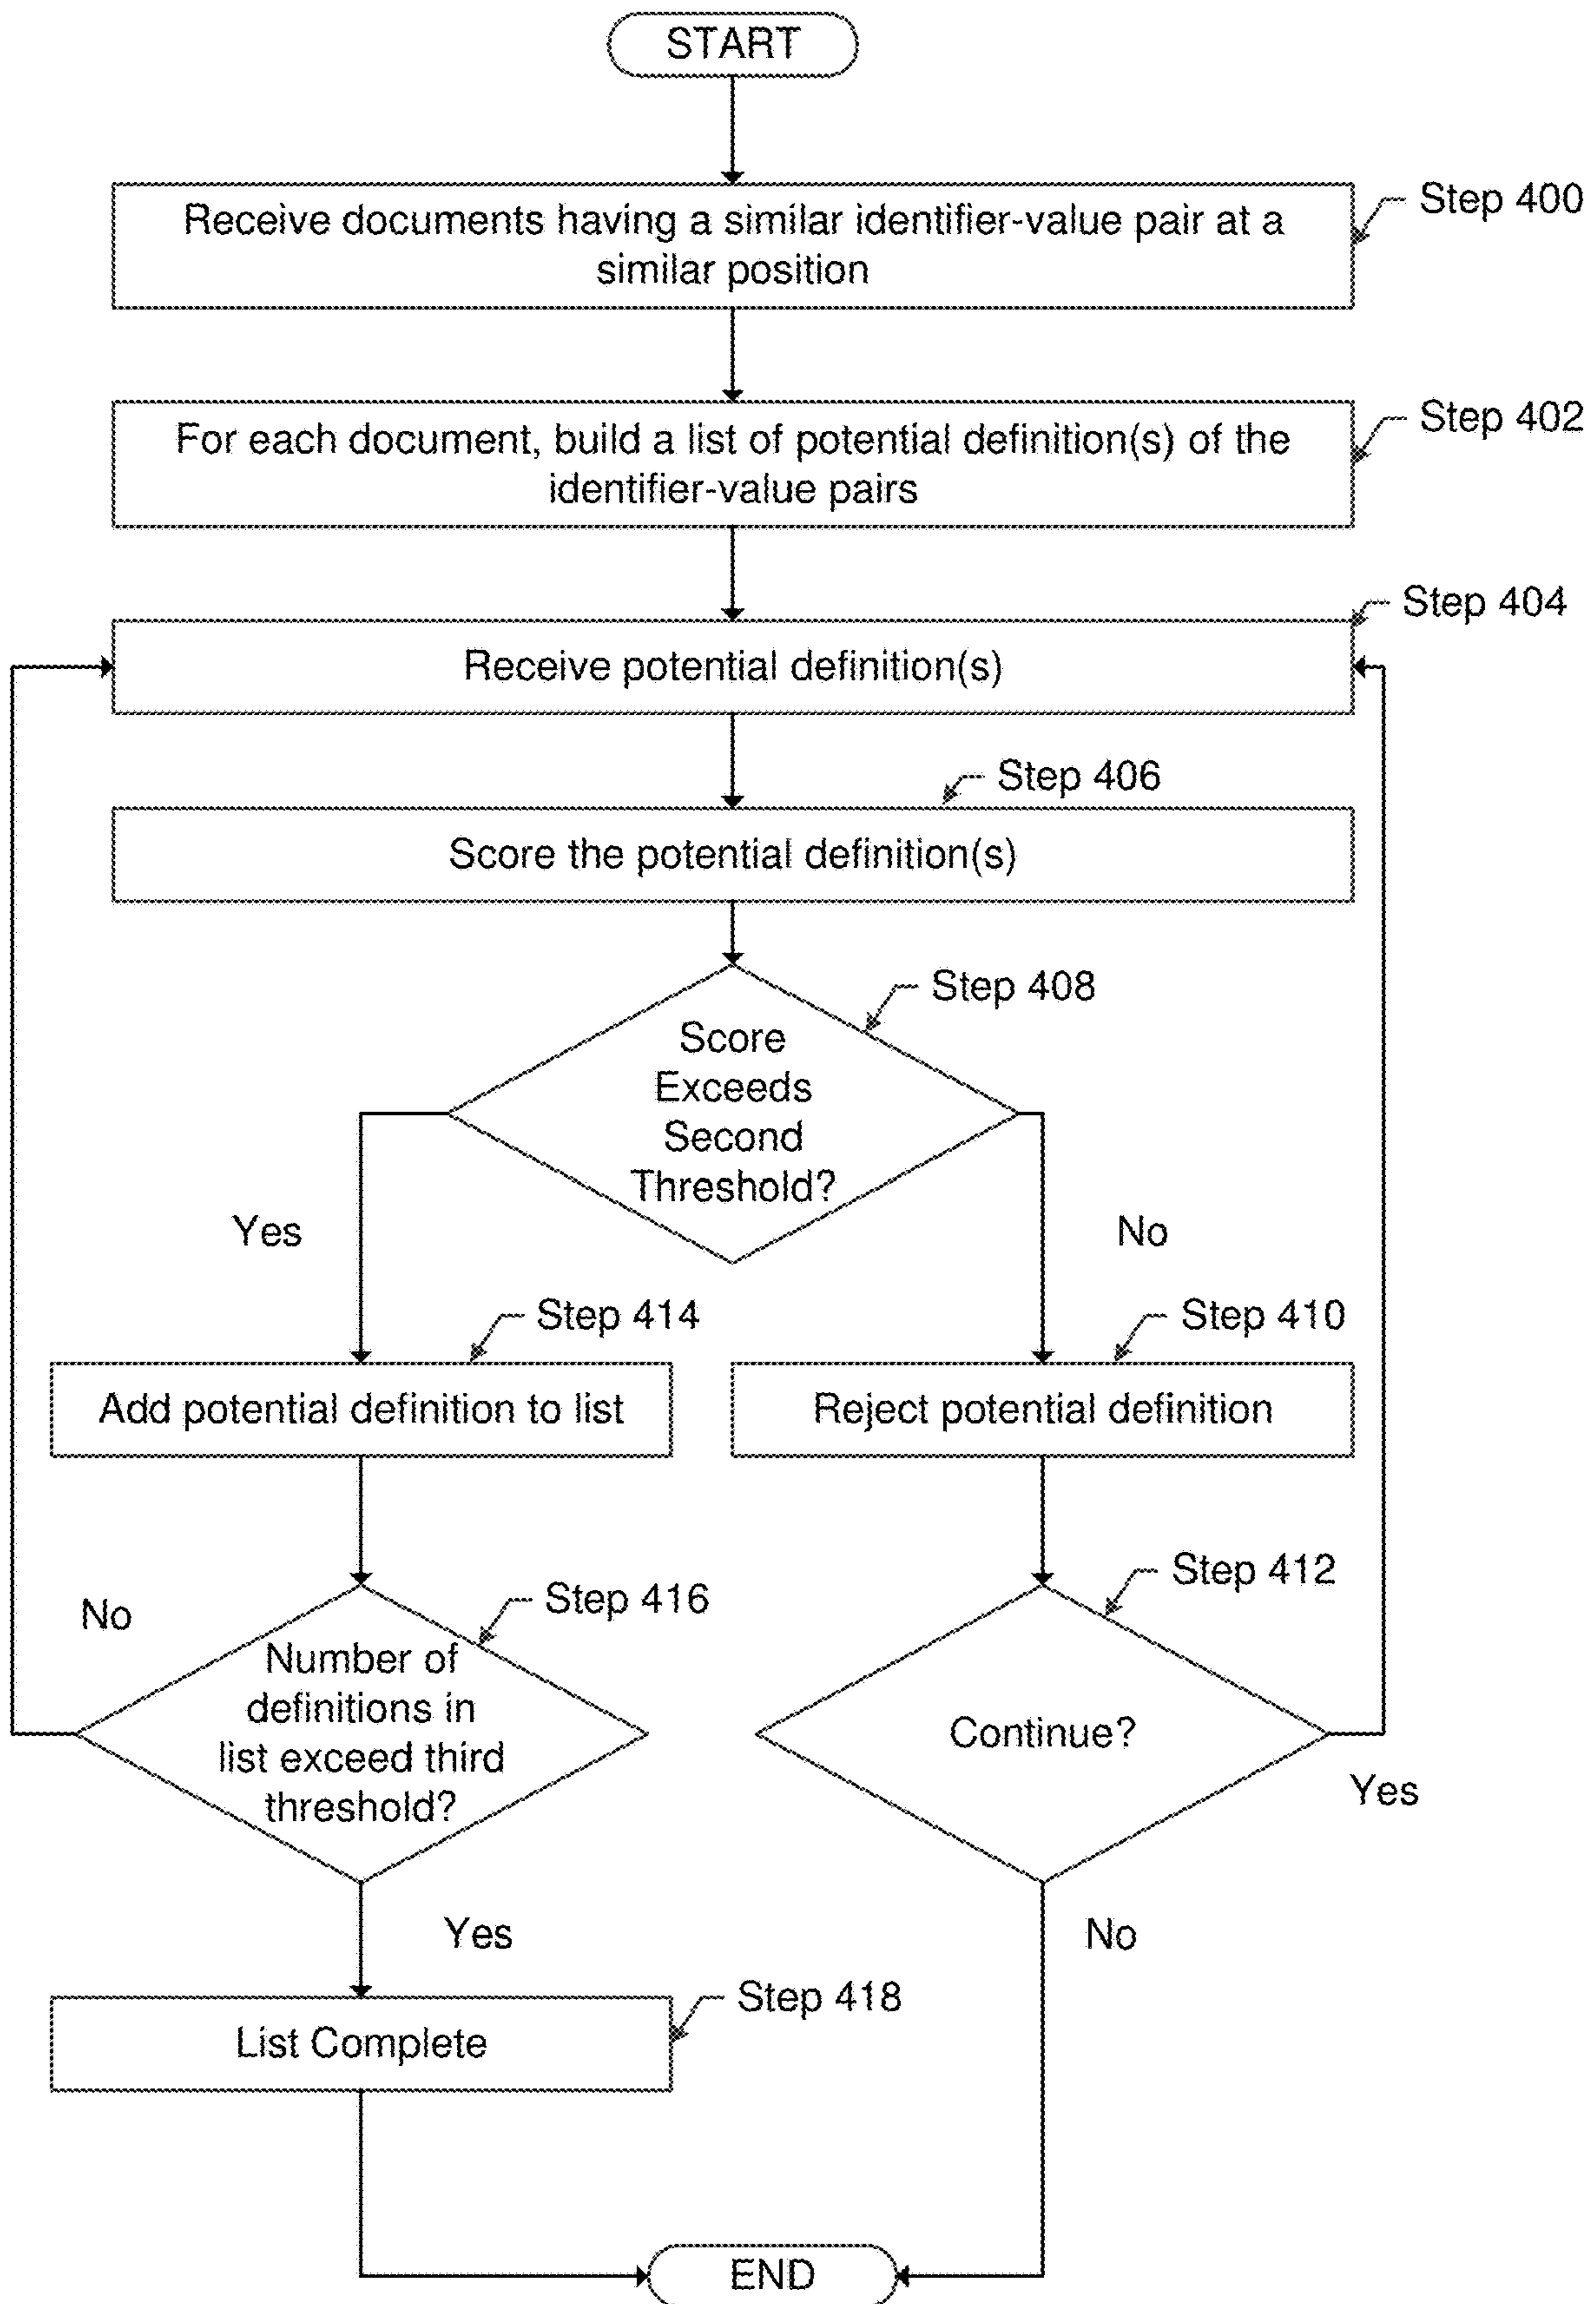 START
Step 400
Receive documents having a similar identifier-value pair at a
similar position
Step 402
For each document, build a list of potential definition(s) of the
identifier-value pairs
Step 404
Receive potential definition(s)
Step 406
Score the potential definition(s)
Step 408
Score
Exceeds
Second
Threshold?
Yes
No
Step 414
Step 410
Add potential definition to list
Reject potential definition
Step 416
Step 412
No
Number of
definitions in
list exceed third
threshold?
Continue?
Yes
Yes
No
Step 418
List Complete
END